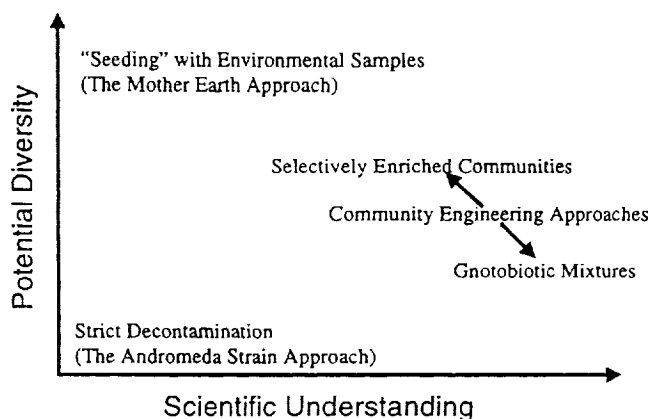 "Seeding" with Environmental Samples
(The Mother Earth Approach)
Selectively Enriched Communities
Community Engineering Approaches
Gnotobiotic Mixtures
Strict Decontamination
(The Andromeda Strain Approach)
Potential Diversity
Scientific Understanding